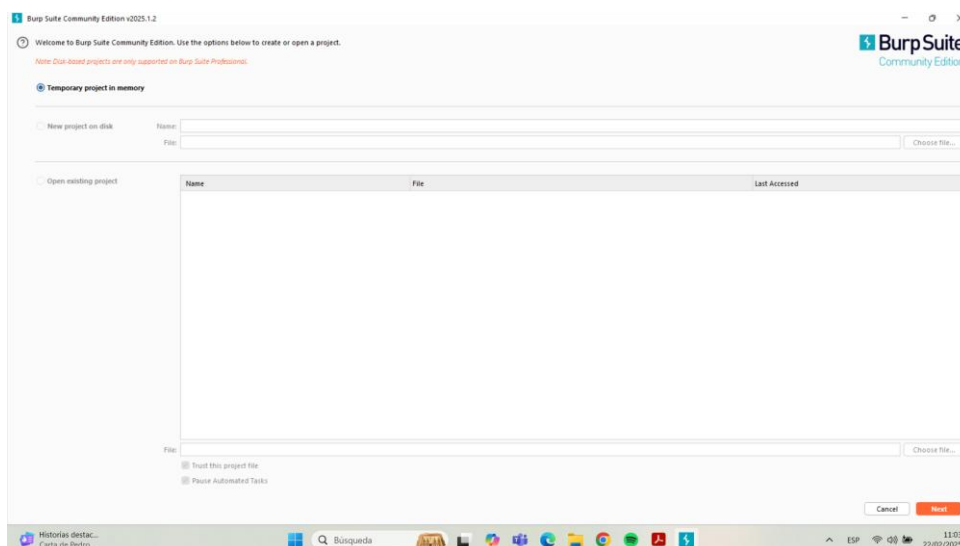 Burp Suite Community Edition v2025.1.2
Welcome to Burp Suite Community Edition. Use the options below to create or open a project.
Note: Disk-based projects are only supported on Burp Suite Professional.
Burp Suite
Community Edition
Temporary project in memory
New project on disk
Name:
File:
Choose file...
Open existing project
Name File Last Accessed
File:
Choose file...
Trust this project file
Pause Automated Tasks
Cancel Next
Historias destac...
Carta de Pedro
Búsqueda
ESP
11:03
22/02/2025